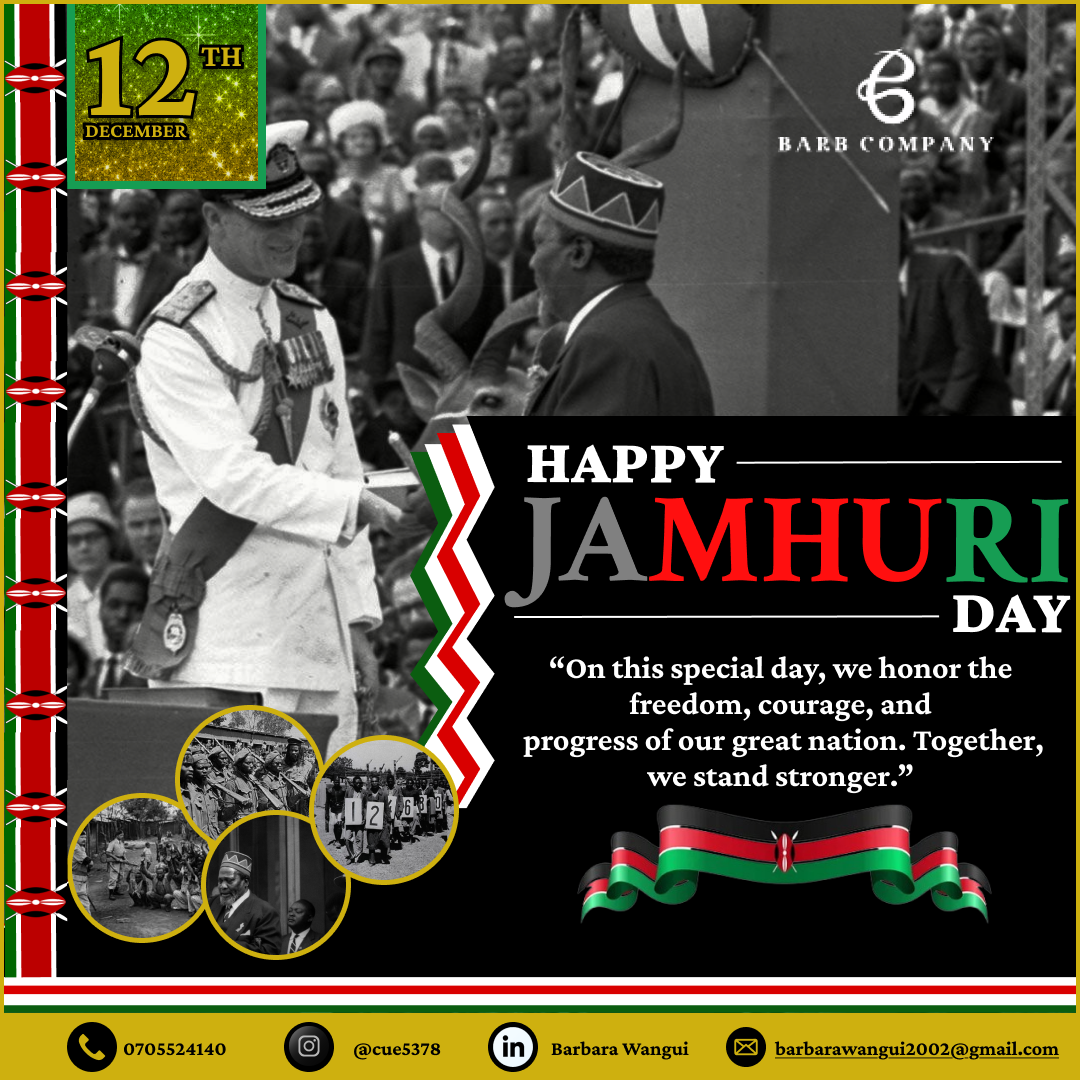 12TH
DECEMBER
BARB COMPANY
HAPPY
JAMHURI
DAY
“On this special day, we honor the
freedom, courage, and
progress of our great nation. Together,
we stand stronger.”
0705524140
@cue5378
in
Barbara Wangui
barbarawangui2002@gmail.com